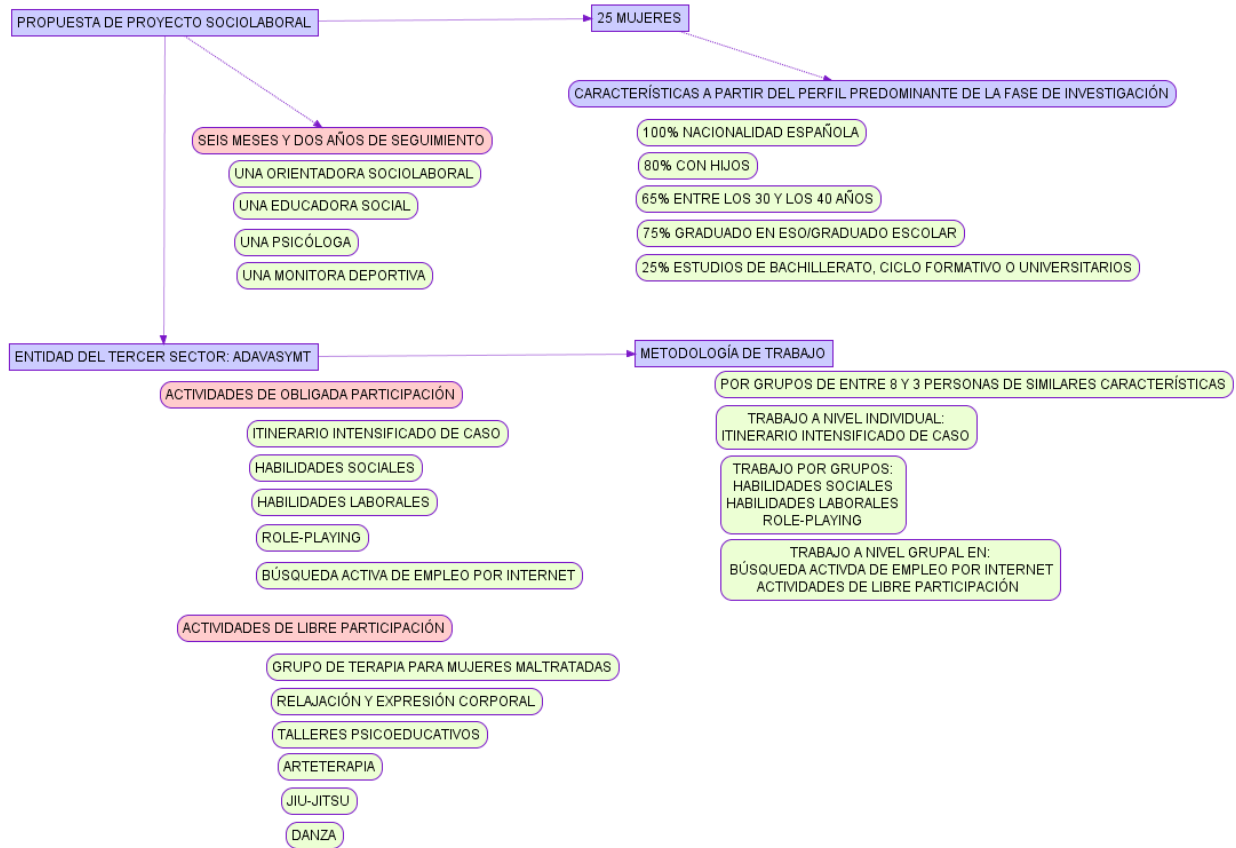 PROPUESTA DE PROYECTO SOCIOLABORAL
25 MUJERES
CARACTERÍSTICAS A PARTIR DEL PERFIL PREDOMINANTE DE LA FASE DE INVESTIGACIÓN
100% NACIONALIDAD ESPAÑOLA
80% CON HIJOS
65% ENTRE LOS 30 Y LOS 40 AÑOS
75% GRADUADO EN ESO/GRADUADO ESCOLAR
25% ESTUDIOS DE BACHILLERATO, CICLO FORMATIVO O UNIVERSITARIOS
SEIS MESES Y DOS AÑOS DE SEGUIMIENTO
UNA ORIENTADORA SOCIOLABORAL
UNA EDUCADORA SOCIAL
UNA PSICÓLOGA
UNA MONITORA DEPORTIVA
ENTIDAD DEL TERCER SECTOR: ADAVASYMT
ACTIVIDADES DE OBLIGADA PARTICIPACIÓN
ITINERARIO INTENSIFICADO DE CASO
HABILIDADES SOCIALES
HABILIDADES LABORALES
ROLE-PLAYING
BÚSQUEDA ACTIVA DE EMPLEO POR INTERNET
ACTIVIDADES DE LIBRE PARTICIPACIÓN
GRUPO DE TERAPIA PARA MUJERES MALTRATADAS
RELAJACIÓN Y EXPRESIÓN CORPORAL
TALLERES PSICOEDUCATIVOS
ARTETERAPIA
JIU-JITSU
DANZA
METODOLOGÍA DE TRABAJO
POR GRUPOS DE ENTRE 8 Y 3 PERSONAS DE SIMILARES CARACTERÍSTICAS
TRABAJO A NIVEL INDIVIDUAL:
ITINERARIO INTENSIFICADO DE CASO
TRABAJO POR GRUPOS:
HABILIDADES SOCIALES
HABILIDADES LABORALES
ROLE-PLAYING
TRABAJO A NIVEL GRUPAL EN:
BÚSQUEDA ACTIVDA DE EMPLEO POR INTERNET
ACTIVIDADES DE LIBRE PARTICIPACIÓN